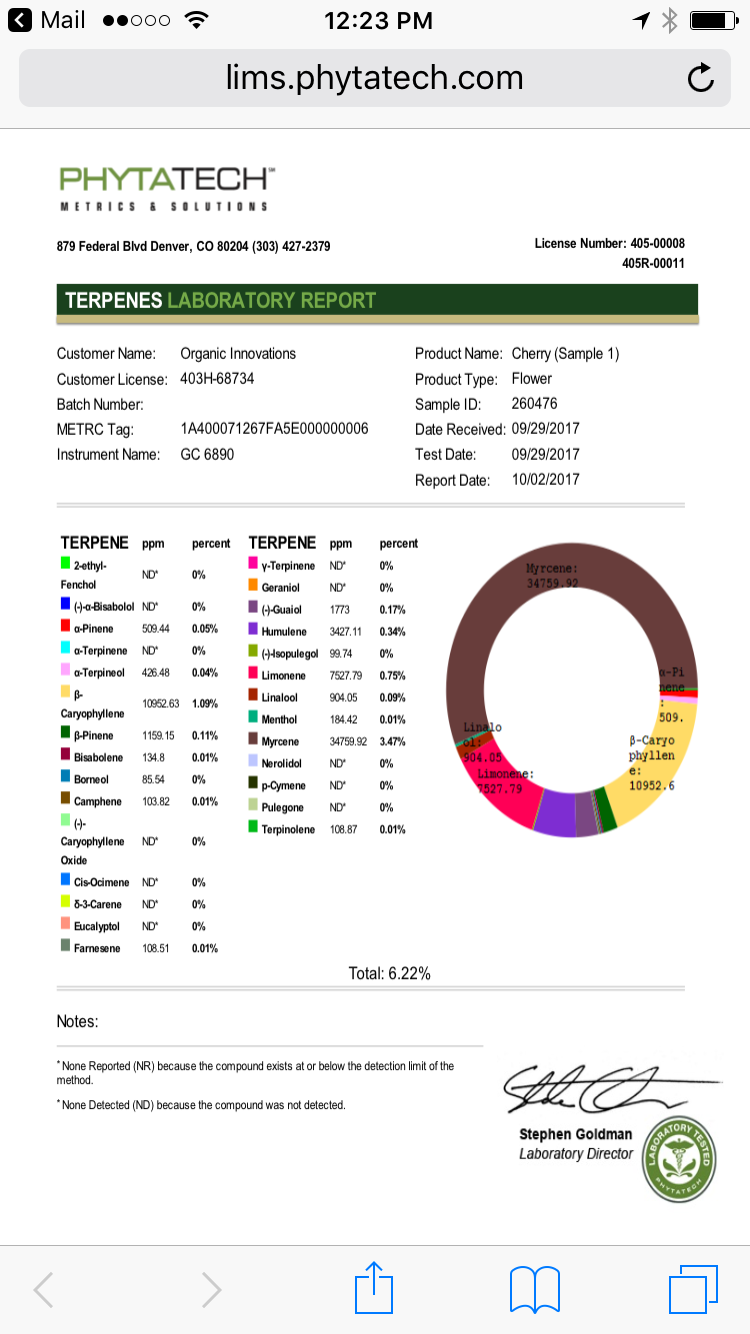 Mail
12:23 PM
lims.phytatech.com
PHYTATECH℠
METRICS & SOLUTIONS
879 Federal Blvd Denver, CO 80204 (303) 427-2379
License Number: 405-00008
405R-00011
TERPENES LABORATORY REPORT
Customer Name: Organic Innovations
Customer License: 403H-68734
Batch Number:
METRC Tag: 1A400071267FA5E000000006
Instrument Name: GC 6890
Product Name: Cherry (Sample 1)
Product Type: Flower
Sample ID: 260476
Date Received: 09/29/2017
Test Date: 09/29/2017
Report Date: 10/02/2017
TERPENE ppm percent
2-ethyl-
Fenchol ND* 0%
(-)-α-Bisabolol ND* 0%
α-Pinene 509.44 0.05%
α-Terpinene ND* 0%
α-Terpineol 426.48 0.04%
β-
Caryophyllene 10952.63 1.09%
β-Pinene 1159.15 0.11%
Bisabolene 134.8 0.01%
Borneol 85.54 0%
Camphene 103.82 0.01%
(-)-
Caryophyllene ND* 0%
Oxide
Cis-Ocimene ND* 0%
δ-3-Carene ND* 0%
Eucalyptol ND* 0%
Farnesene 108.51 0.01%
TERPENE ppm percent
γ-Terpinene ND* 0%
Geraniol ND* 0%
(-)-Guaiol 1773 0.17%
Humulene 3427.11 0.34%
(-)-Isopulegol 99.74 0%
Limonene 7527.79 0.75%
Linalool 904.05 0.09%
Menthol 184.42 0.01%
Myrcene 34759.92 3.47%
Nerolidol ND* 0%
p-Cymene ND* 0%
Pulegone ND* 0%
Terpinolene 108.87 0.01%
Myrcene:
34759.92
α-Pi
nene
:
509.
β-Caryo
phyllen
e:
10952.6
Linalo
ol:
904.05
Limonene:
7527.79
Total: 6.22%
Notes:
*None Reported (NR) because the compound exists at or below the detection limit of the
method.
*None Detected (ND) because the compound was not detected.
Stephen Goldman
Laboratory Director
LABORATORY TESTED
PHYTATECH